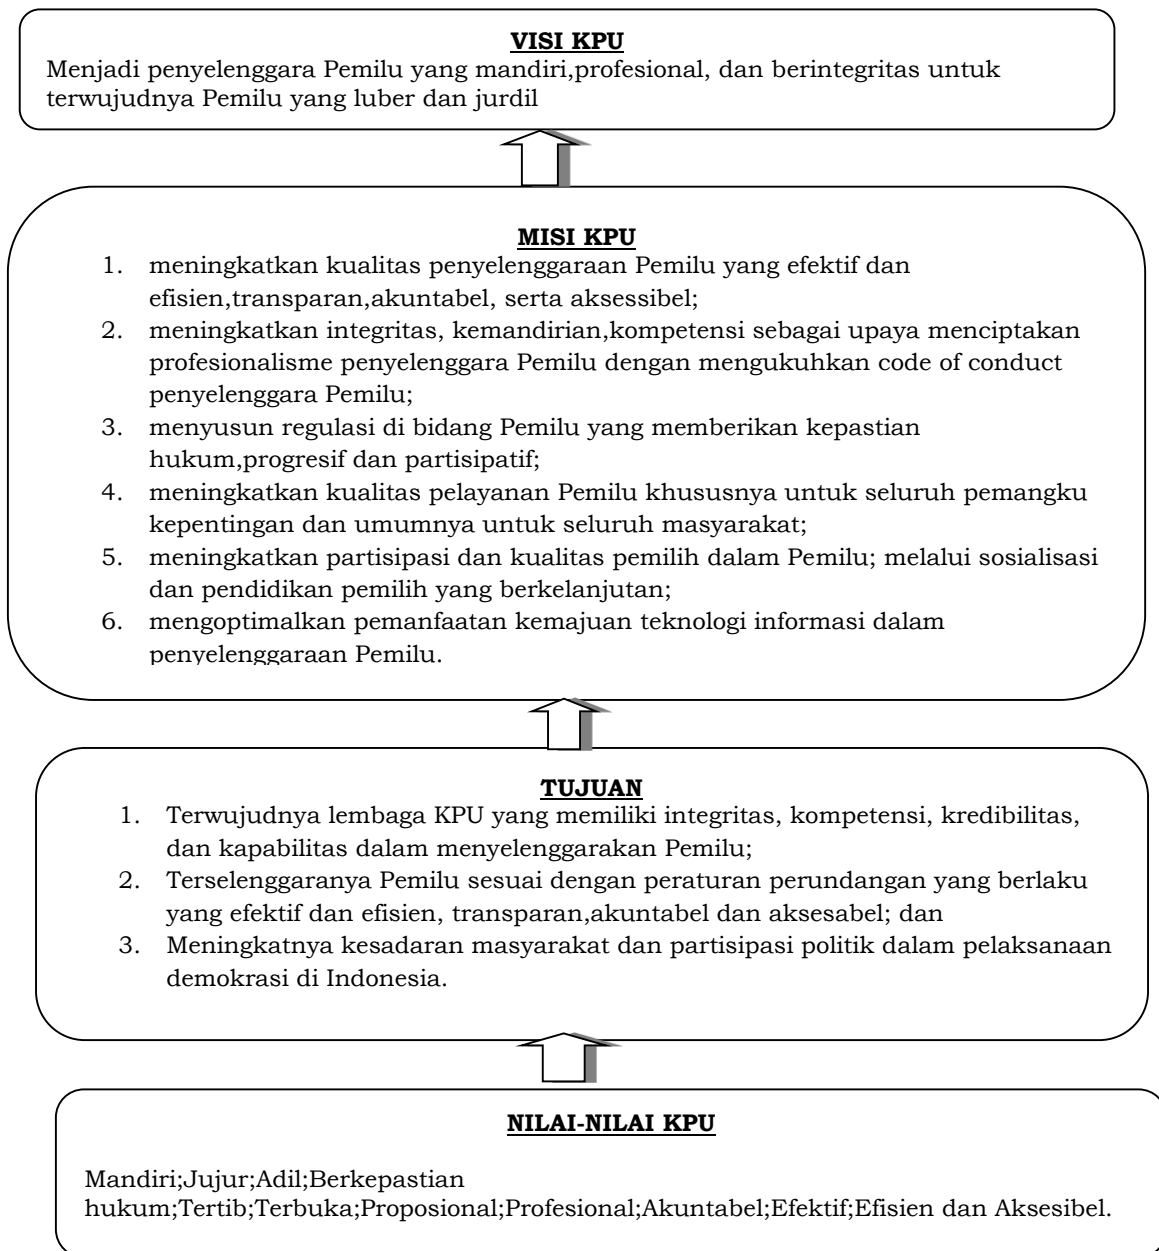 VISI KPU
Menjadi penyelenggara Pemilu yang mandiri,profesional, dan berintegritas untuk
terwujudnya Pemilu yang luber dan jurdil
MISI KPU
1. meningkatkan kualitas penyelenggaraan Pemilu yang efektif dan
efisien,transparan,akuntabel, serta aksessibel;
2. meningkatkan integritas, kemandirian,kompetensi sebagai upaya menciptakan
profesionalisme penyelenggara Pemilu dengan mengukuhkan code of conduct
penyelenggara Pemilu;
3. menyusun regulasi di bidang Pemilu yang memberikan kepastian
hukum,progresif dan partisipatif;
4. meningkatkan kualitas pelayanan Pemilu khususnya untuk seluruh pemangku
kepentingan dan umumnya untuk seluruh masyarakat;
5. meningkatkan partisipasi dan kualitas pemilih dalam Pemilu; melalui sosialisasi
dan pendidikan pemilih yang berkelanjutan;
6. mengoptimalkan pemanfaatan kemajuan teknologi informasi dalam
penyelenggaraan Pemilu.
TUJUAN
1. Terwujudnya lembaga KPU yang memiliki integritas, kompetensi, kredibilitas,
dan kapabilitas dalam menyelenggarakan Pemilu;
2. Terselenggaranya Pemilu sesuai dengan peraturan perundangan yang berlaku
yang efektif dan efisien, transparan,akuntabel dan aksesabel; dan
3. Meningkatnya kesadaran masyarakat dan partisipasi politik dalam pelaksanaan
demokrasi di Indonesia.
NILAI-NILAI KPU
Mandiri;Jujur;Adil;Berkepastian
hukum;Tertib;Terbuka;Proposional;Profesional;Akuntabel;Efektif;Efisien dan Aksesibel.